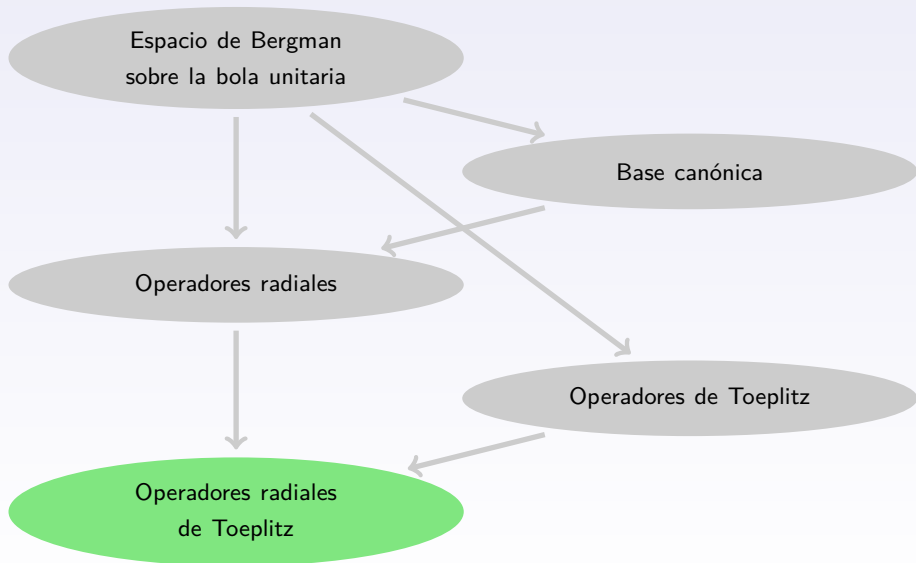 Espacio de Bergman
sobre la bola unitaria
Base canónica
Operadores radiales
Operadores de Toeplitz
Operadores radiales
de Toeplitz